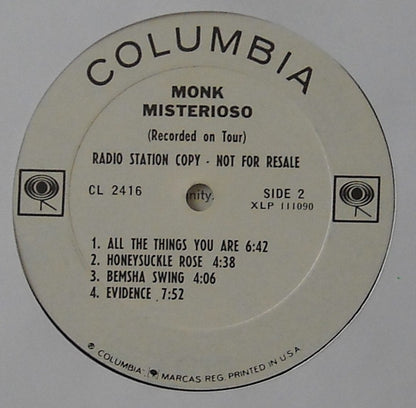 COLUMBIA
MONK
MISTERIOSO
(Recorded on Tour)
RADIO STATION COPY - NOT FOR RESALE
CL 2416
nity.
SIDE 2
XLP 111090
1. ALL THE THINGS YOU ARE 6:42
2. HONEYSUCKLE ROSE 4:38
3. BEMSHA SWING 4:06
4. EVIDENCE 7:52
® COLUMBIA MARCAS REG. PRINTED IN U.S.A.